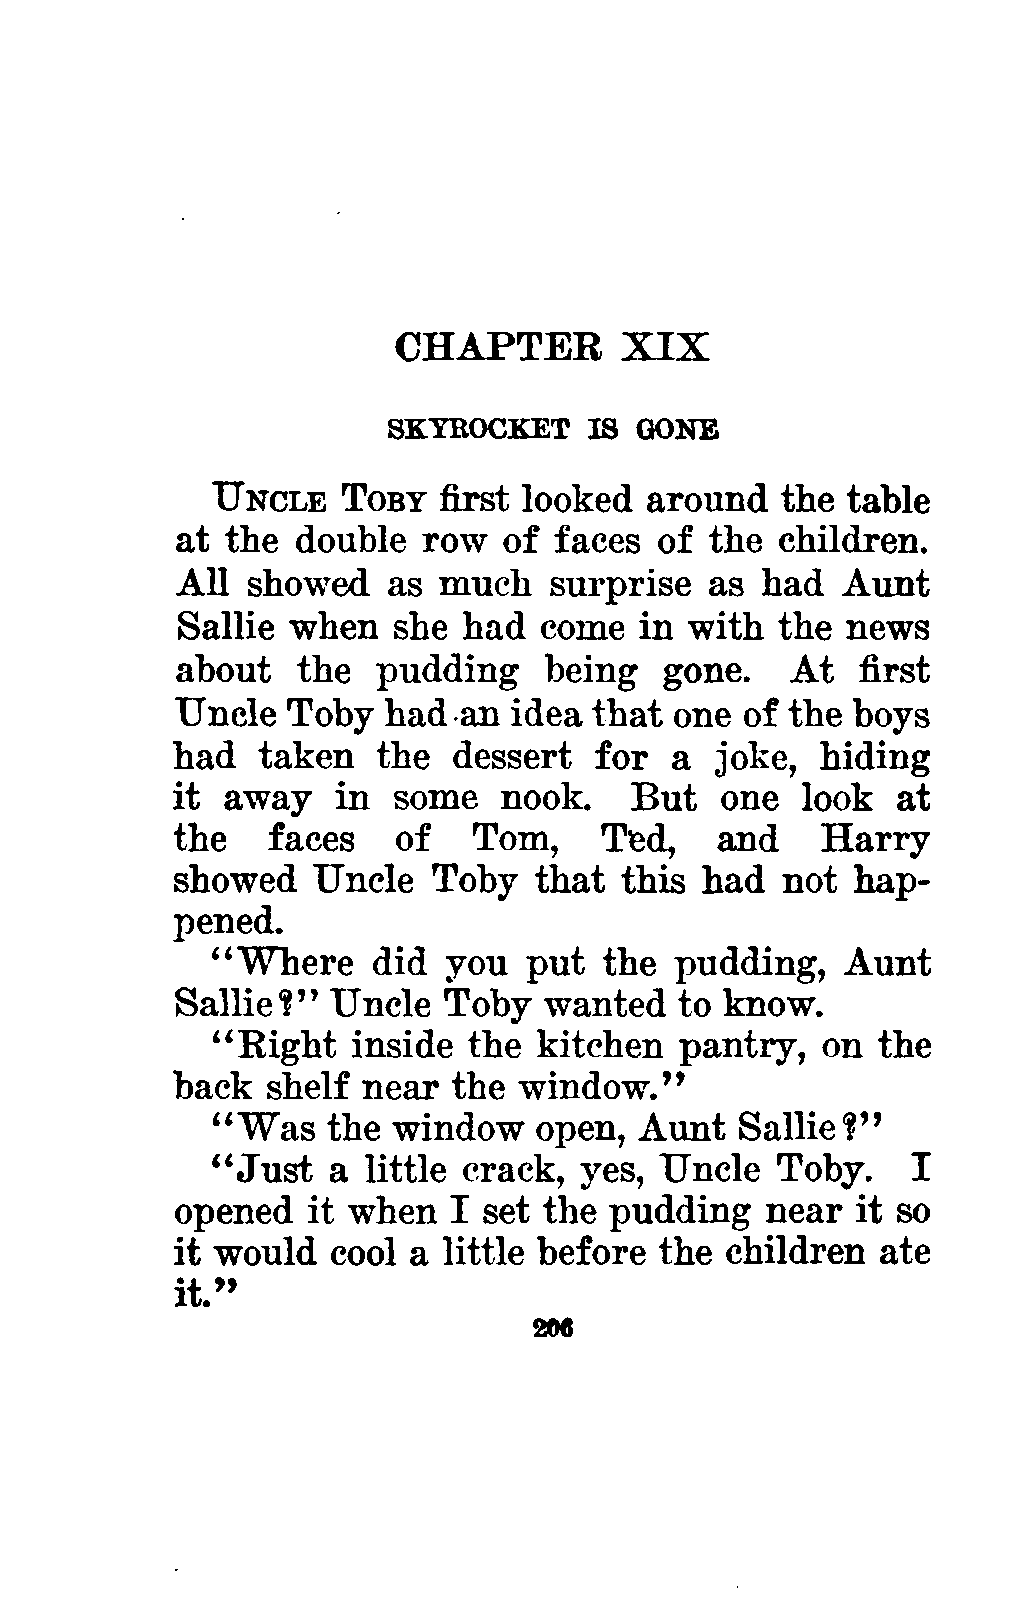 CHAPTER XIX
SKYROCKET IS GONE
UNCLE TOBY first looked around the table
at the double row of faces of the children.
All showed as much surprise as had Aunt
Sallie when she had come in with the news
about the pudding being gone. At first
Uncle Toby had an idea that one of the boys
had taken the dessert for a joke, hiding
it away in some nook. But one look at
the faces of Tom, Ted, and Harry
showed Uncle Toby that this had not hap-
pened.
“Where did you put the pudding, Aunt
Sallie?” Uncle Toby wanted to know.
“Right inside the kitchen pantry, on the
back shelf near the window.”
“Was the window open, Aunt Sallie?”
“Just a little crack, yes, Uncle Toby. I
opened it when I set the pudding near it so
it would cool a little before the children ate
it.”
206